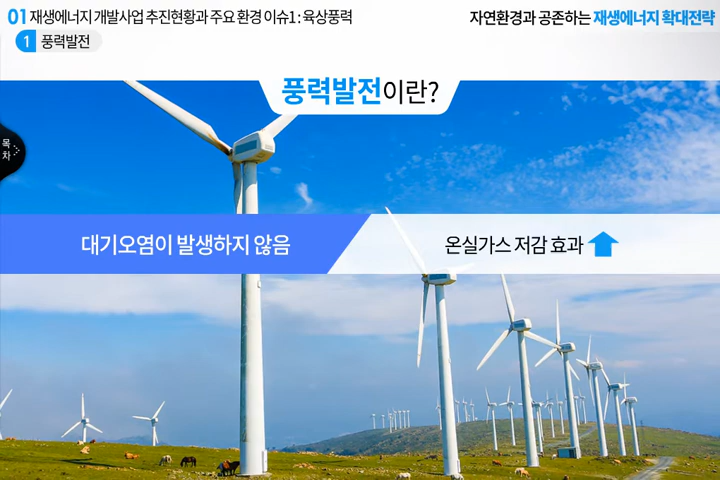 01 재생에너지 개발사업 추진현황과 주요 환경 이슈1 : 육상풍력
자연환경과 공존하는 재생에너지 확대전략
1 풍력발전
풍력발전이란?
목차
대기오염이 발생하지 않음
온실가스 저감 효과